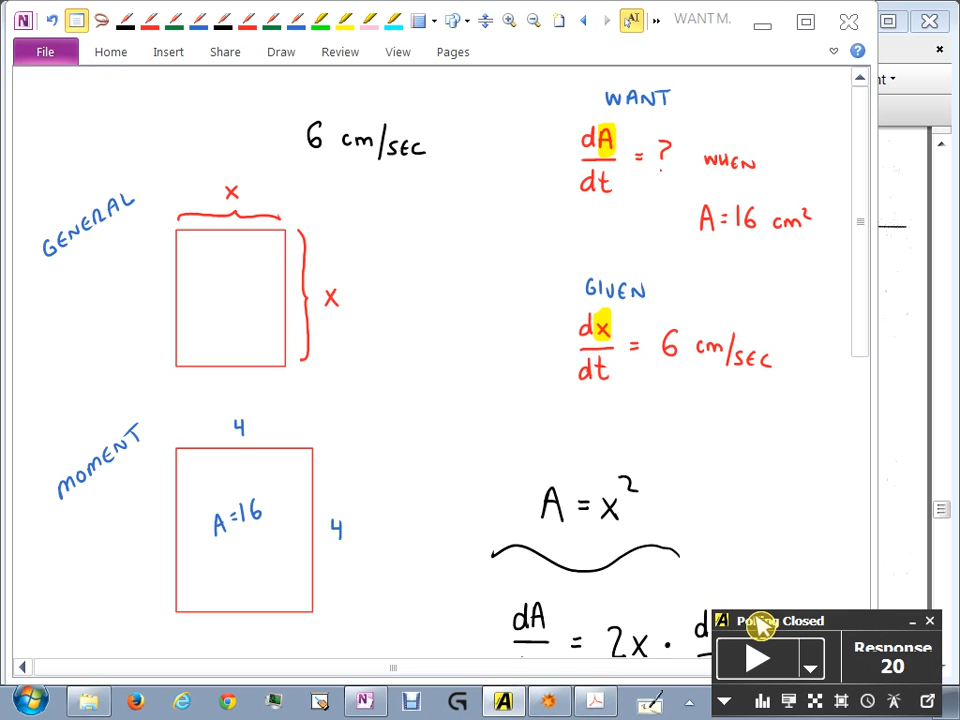 WANT M.
File Home Insert Share Draw Review View Pages
6 cm/SEC
WANT
dA/dt = ? WHEN
A = 16 cm²
GENERAL
x
x
GIVEN
dx/dt = 6 cm/SEC
MOMENT
4
A=16
4
A = x²
dA
= 2x · d
Polling Closed
Response
20